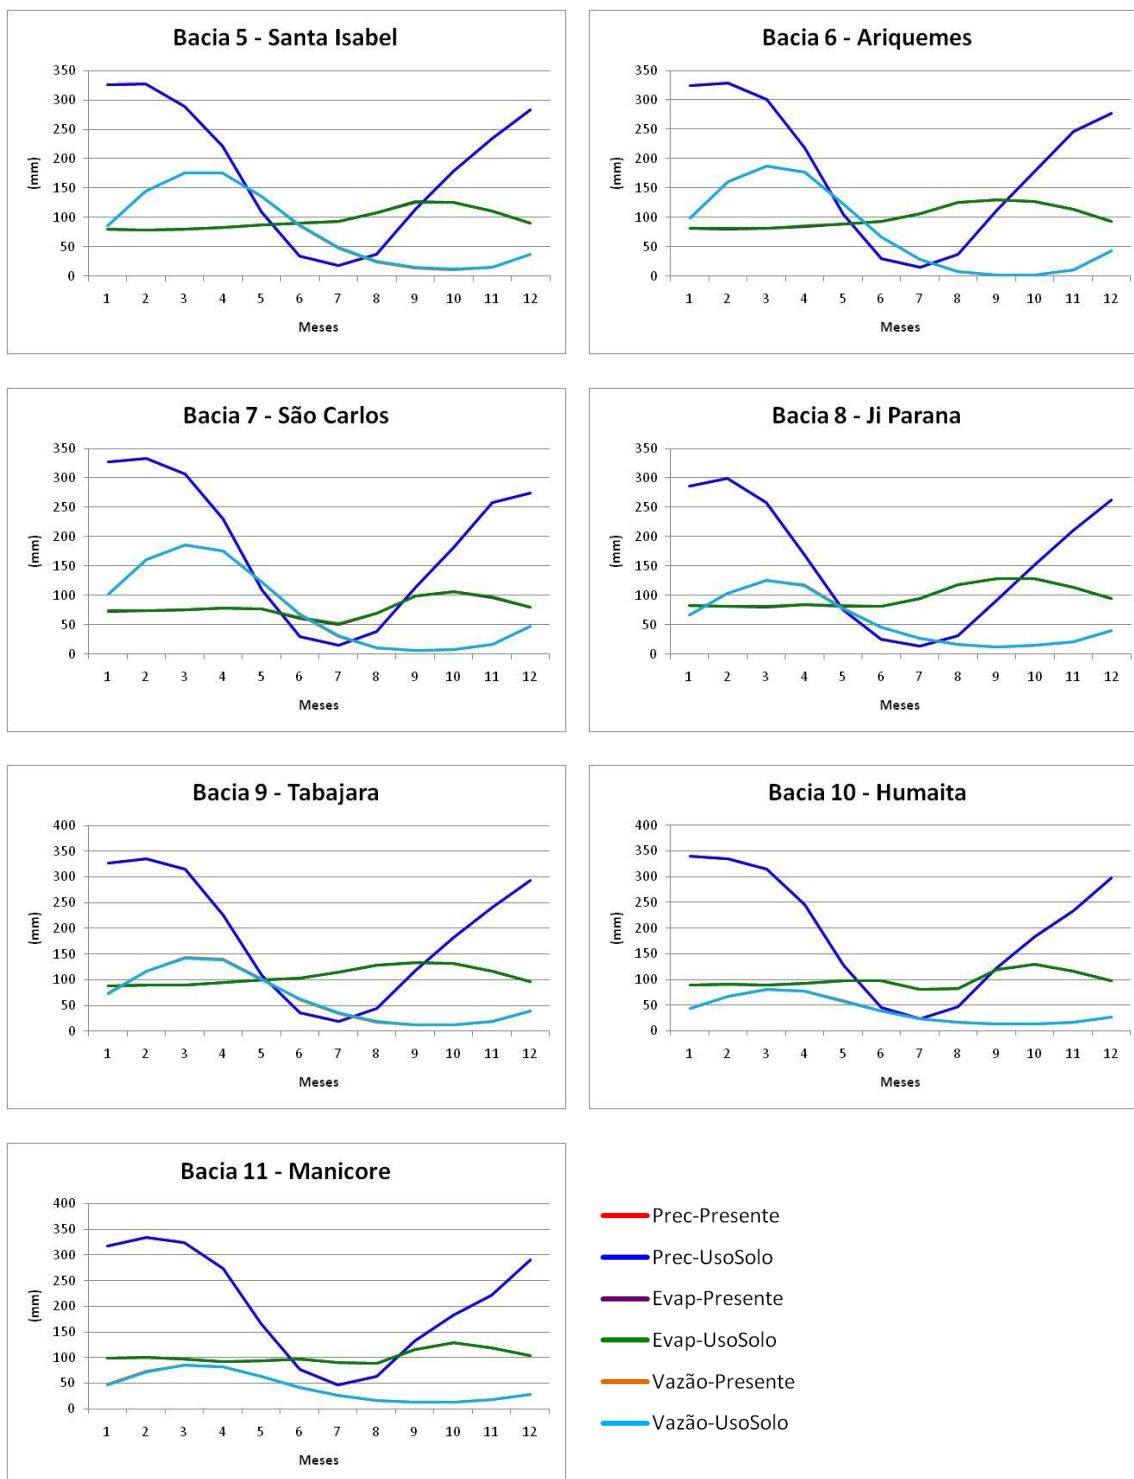 Bacia 5 - Santa Isabel
350
300
250
200
150
100
50
0
(mm)
1 2 3 4 5 6 7 8 9 10 11 12
Meses
Bacia 6 - Ariquemes
350
300
250
200
150
100
50
0
(mm)
1 2 3 4 5 6 7 8 9 10 11 12
Meses
Bacia 7 - São Carlos
350
300
250
200
150
100
50
0
(mm)
1 2 3 4 5 6 7 8 9 10 11 12
Meses
Bacia 8 - Ji Parana
350
300
250
200
150
100
50
0
(mm)
1 2 3 4 5 6 7 8 9 10 11 12
Meses
Bacia 9 - Tabajara
400
350
300
250
200
150
100
50
0
(mm)
1 2 3 4 5 6 7 8 9 10 11 12
Meses
Bacia 10 - Humaita
400
350
300
250
200
150
100
50
0
(mm)
1 2 3 4 5 6 7 8 9 10 11 12
Meses
Bacia 11 - Manicore
400
350
300
250
200
150
100
50
0
(mm)
1 2 3 4 5 6 7 8 9 10 11 12
Meses
Prec-Presente
Prec-UsoSolo
Evap-Presente
Evap-UsoSolo
Vazão-Presente
Vazão-UsoSolo